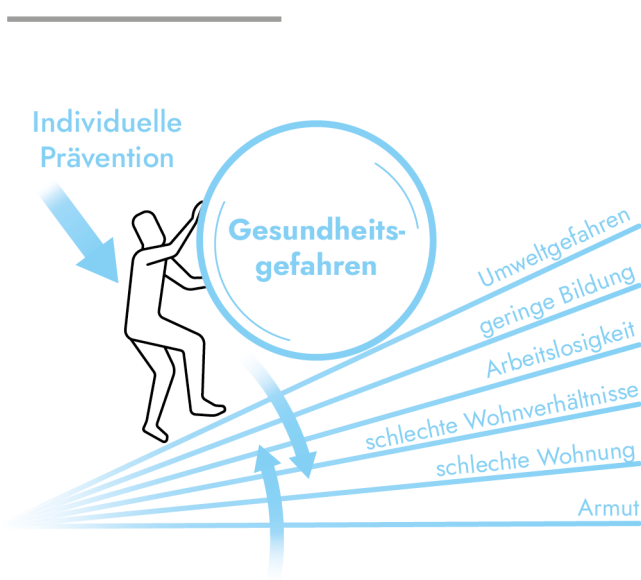 Individuelle
Prävention
Gesundheits-
gefahren
Umweltgefahren
geringe Bildung
Arbeitslosigkeit
schlechte Wohnverhältnisse
schlechte Wohnung
Armut